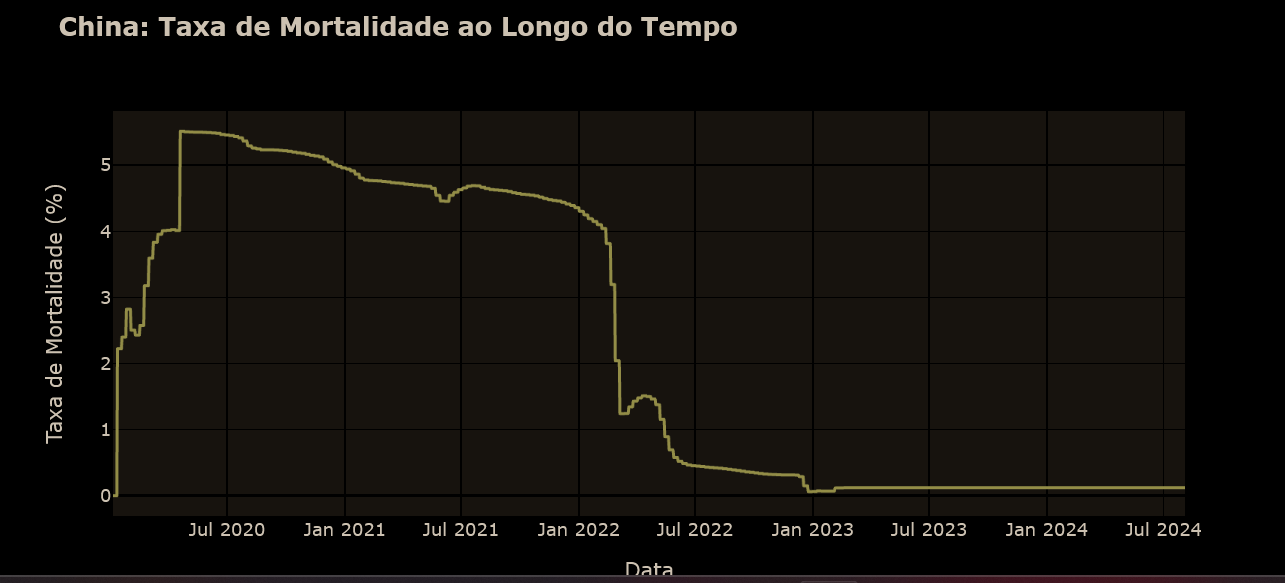 China: Taxa de Mortalidade ao Longo do Tempo
Taxa de Mortalidade (%)
5
4
3
2
1
0
Jul 2020 Jan 2021 Jul 2021 Jan 2022 Jul 2022 Jan 2023 Jul 2023 Jan 2024 Jul 2024
Data